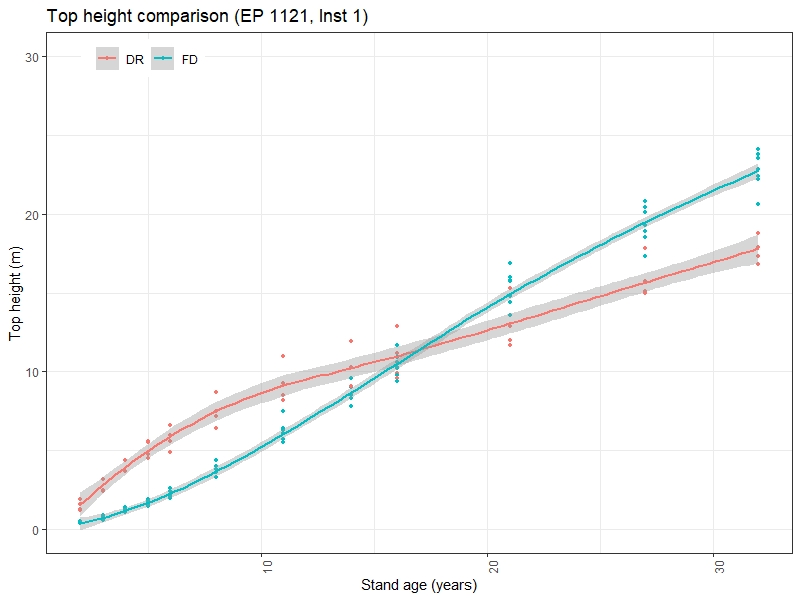 Top height comparison (EP 1121, Inst 1)
DR FD
30
20
10
0
Top height (m)
10 20 30
Stand age (years)